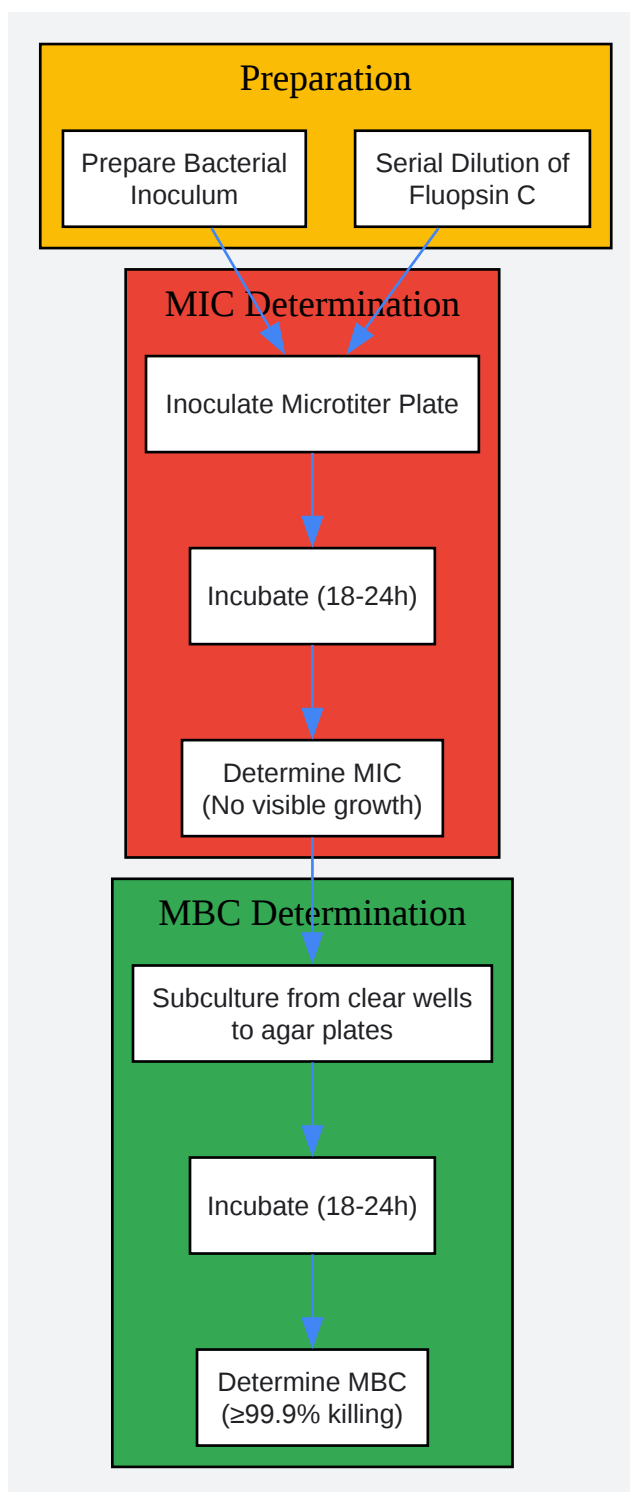 Preparation
Prepare Bacterial
Inoculum
Serial Dilution of
Fluopsin C
MIC Determination
Inoculate Microtiter Plate
Incubate (18-24h)
Determine MIC
(No visible growth)
MBC Determination
Subculture from clear wells
to agar plates
Incubate (18-24h)
Determine MBC
(≥99.9% killing)